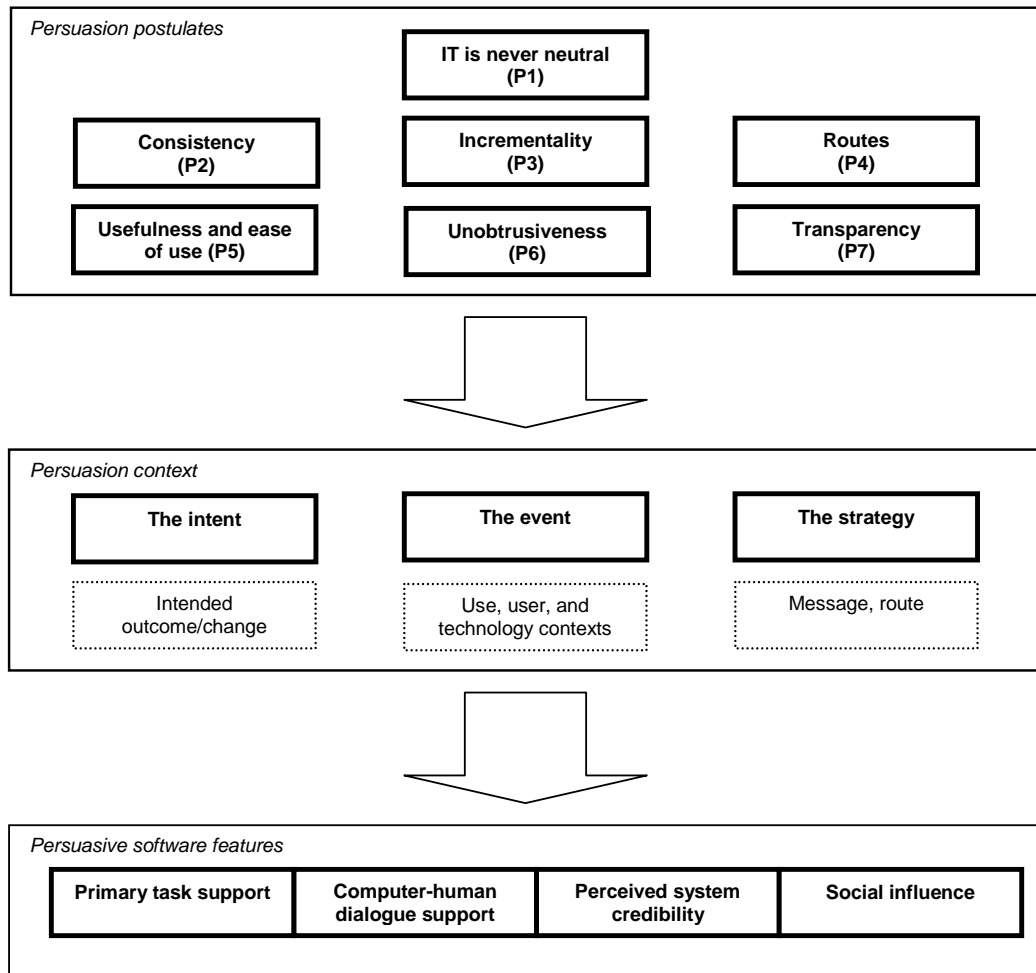 Persuasion postulates
IT is never neutral
(P1)
Consistency
(P2)
Incrementality
(P3)
Routes
(P4)
Usefulness and ease
of use (P5)
Unobtrusiveness
(P6)
Transparency
(P7)
Persuasion context
The intent
The event
The strategy
Intended
outcome/change
Use, user, and
technology contexts
Message, route
Persuasive software features
Primary task support
Computer-human
dialogue support
Perceived system
credibility
Social influence